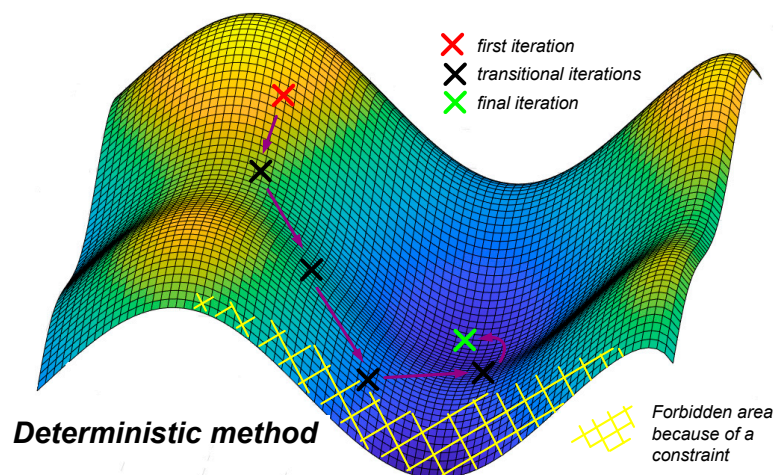 first iteration
transitional iterations
final iteration
Deterministic method
Forbidden area
because of a
constraint